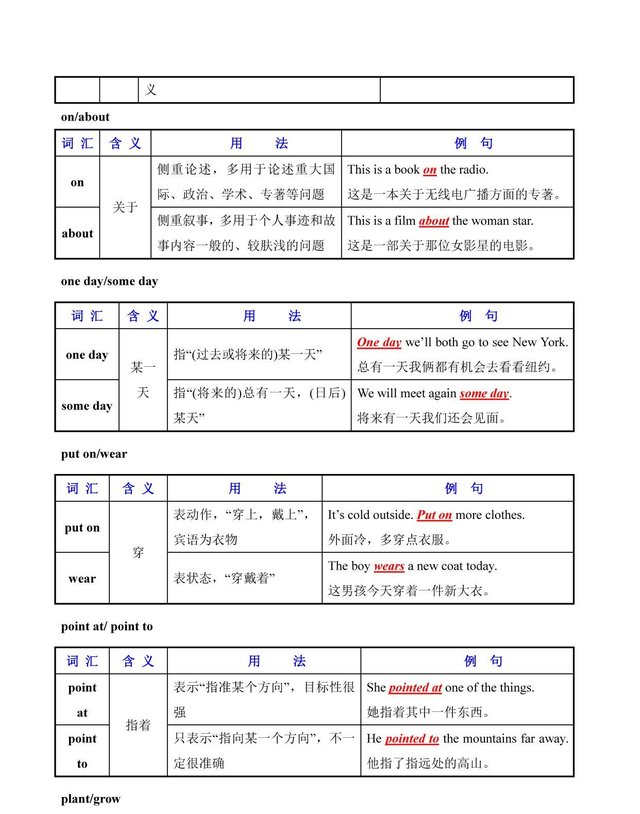 义
on/about
词 汇 含 义 用 法 例 句
on 关于 侧重论述，多用于论述重大国 This is a book on the radio.
际、政治、学术、专著等问题 这是一本关于无线电广播方面的专著。
about 侧重叙事，多用于个人事迹和故 This is a film about the woman star.
事内容一般的、较肤浅的问题 这是一部关于那位女影星的电影。
one day/some day
词 汇 含 义 用 法 例 句
one day 某一 指“(过去或将来的)某一天” One day we’ll both go to see New York.
总有一天我俩都有机会去看看纽约。
some day 天 指“(将来的)总有一天，(日后) We will meet again some day.
某天” 将来有一天我们还会见面。
put on/wear
词 汇 含 义 用 法 例 句
put on 穿 表动作，“穿上，戴上”， It’s cold outside. Put on more clothes.
宾语为衣物 外面冷，多穿点衣服。
wear 表状态，“穿戴着” The boy wears a new coat today.
这男孩今天穿着一件新大衣。
point at/ point to
词 汇 含 义 用 法 例 句
point 指着 表示“指准某个方向”，目标性很 She pointed at one of the things.
at 强 她指着其中一件东西。
point 只表示“指向某一个方向”，不一 He pointed to the mountains far away.
to 定很准确 他指了指远处的高山。
plant/grow